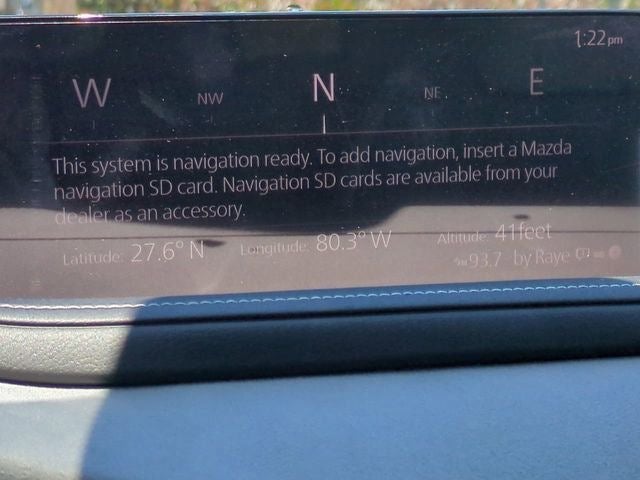 1:22pm
W NW N NE E
This system is navigation ready. To add navigation, insert a Mazda
navigation SD card. Navigation SD cards are available from your
dealer as an accessory.
Latitude: 27.6° N Longitude: 80.3° W Altitude: 41feet
93.7 by Raye